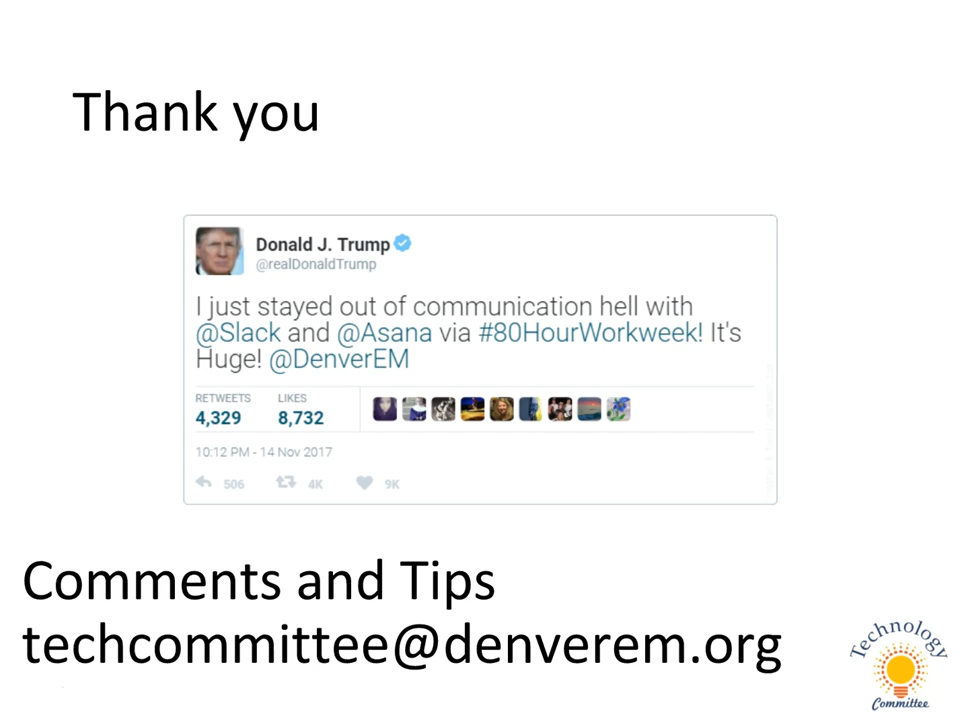 Thank you
Donald J. Trump
@realDonaldTrump
I just stayed out of communication hell with
@Slack and @Asana via #80HourWorkweek! It's
Huge! @DenverEM
RETWEETS LIKES
4,329 8,732
10:12 PM - 14 Nov 2017
506 4K 9K
Comments and Tips
techcommittee@denverem.org
Technology
Committee